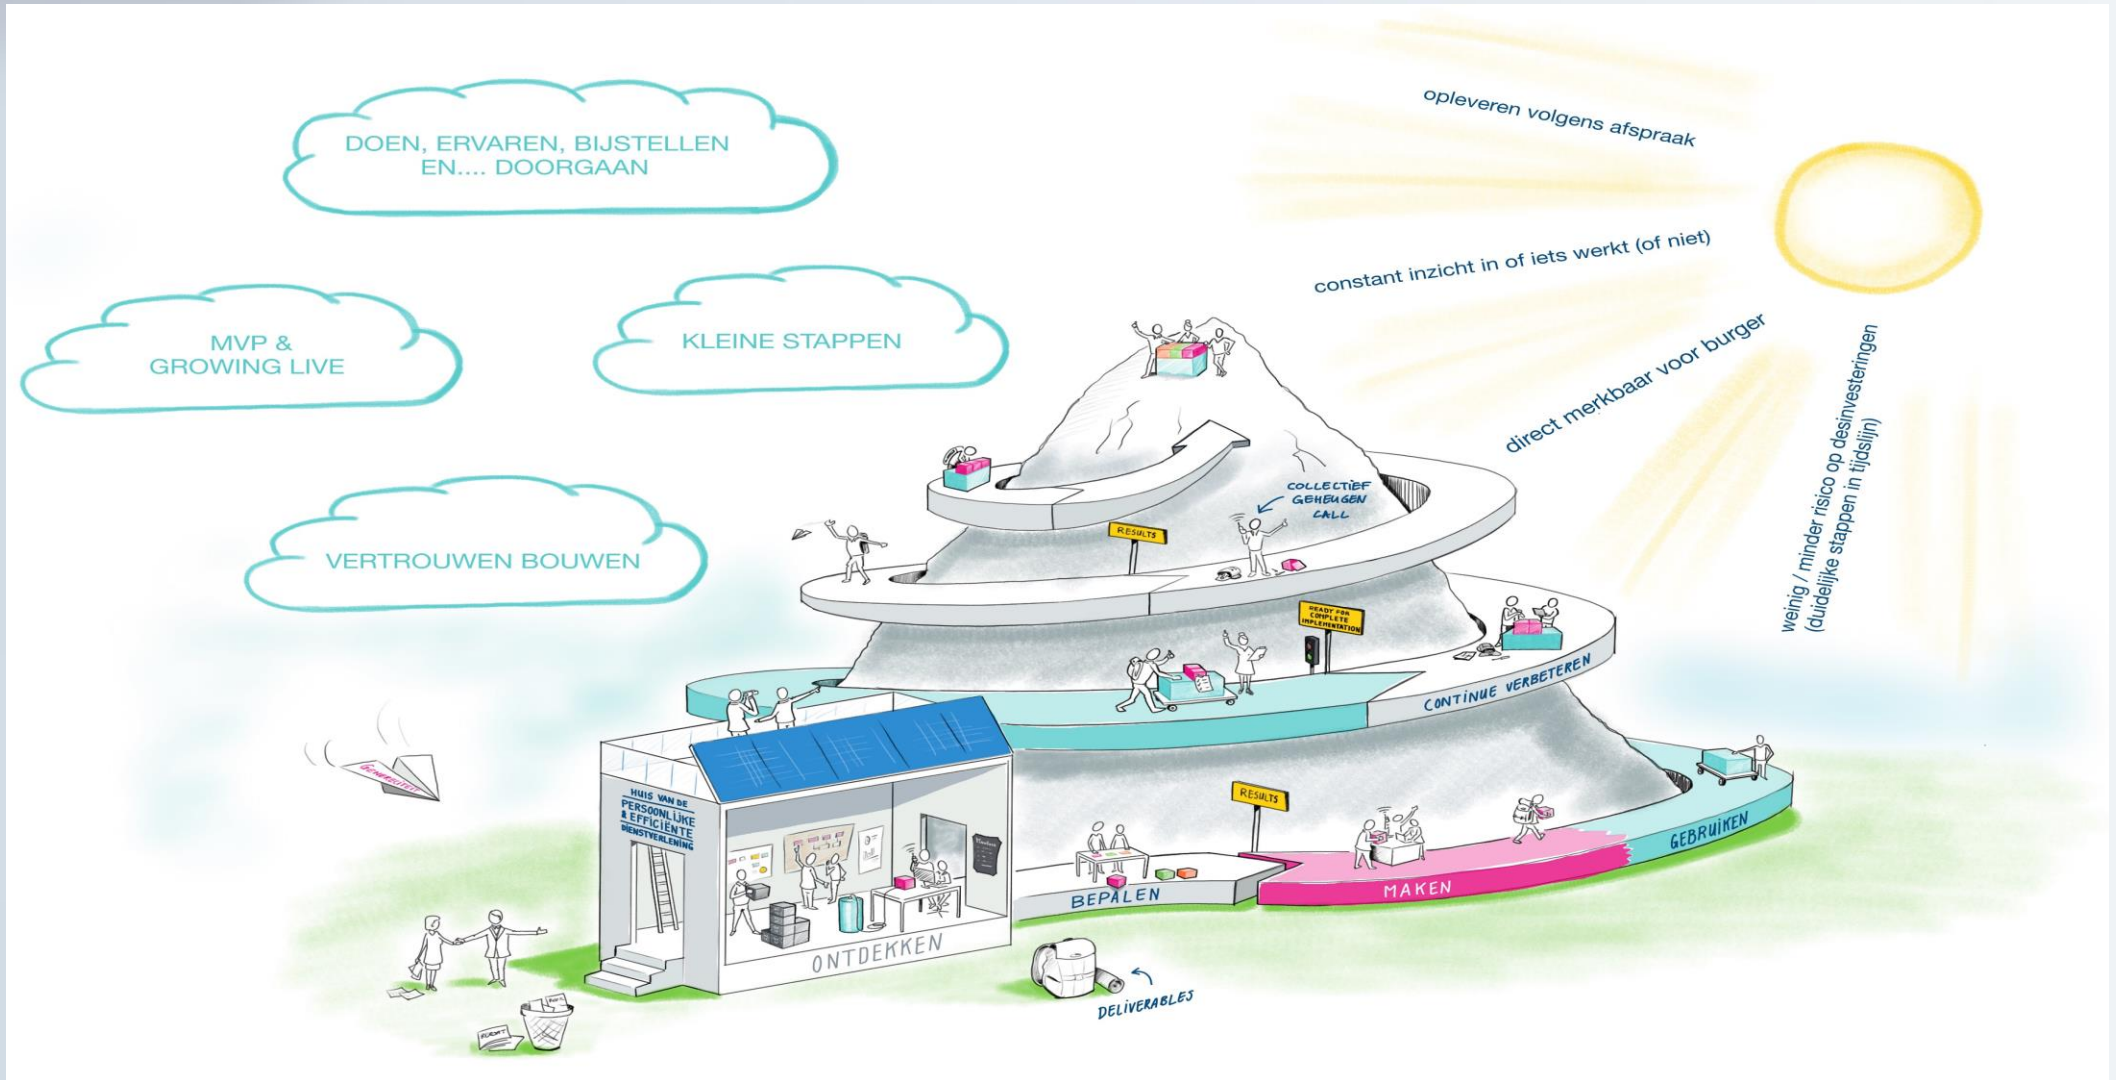 DOEN, ERVAREN, BIJSTELLEN
EN.... DOORGAAN
MVP &
GROWING LIVE
KLEINE STAPPEN
VERTROUWEN BOUWEN
opleveren volgens afspraak
constant inzicht in of iets werkt (of niet)
direct merkbaar voor burger
weinig / minder risico op desinvesteringen
(duidelijke stappen in tijdslijn)
COLLECTIEF
GEHEUGEN
CALL
RESULTS
READY FOR
COMPLETE
IMPLEMENTATION
CONTINUE VERBETEREN
HUIS VAN DE
PERSOONLIJKE
& EFFICIËNTE
DIENSTVERLENING
RESULTS
GEBRUIKEN
MAKEN
BEPALEN
ONTDEKKEN
DELIVERABLES